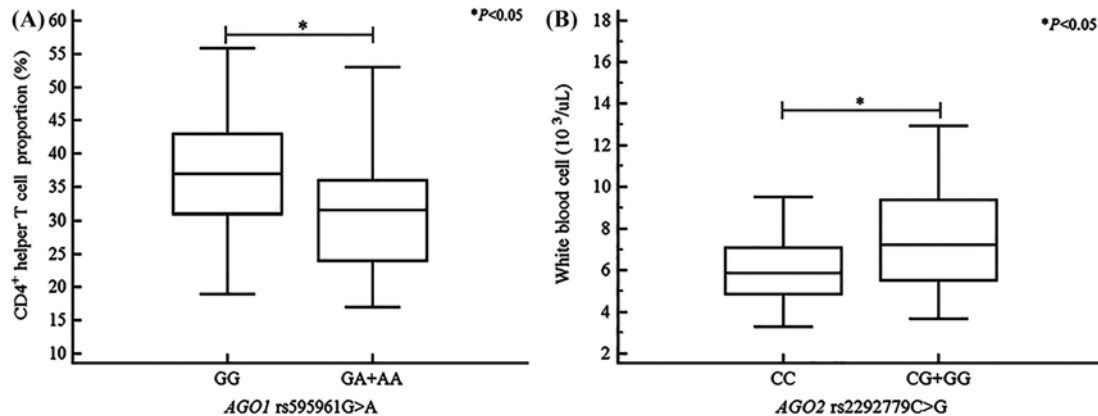 (A)
*P<0.05
*
CD4+ helper T cell proportion (%)
60
55
50
45
40
35
30
25
20
15
10
GG
GA+AA
AGO1 rs595961G>A
(B)
*P<0.05
*
White blood cell (10 3/uL)
18
16
14
12
10
8
6
4
2
CC
CG+GG
AGO2 rs2292779C>G